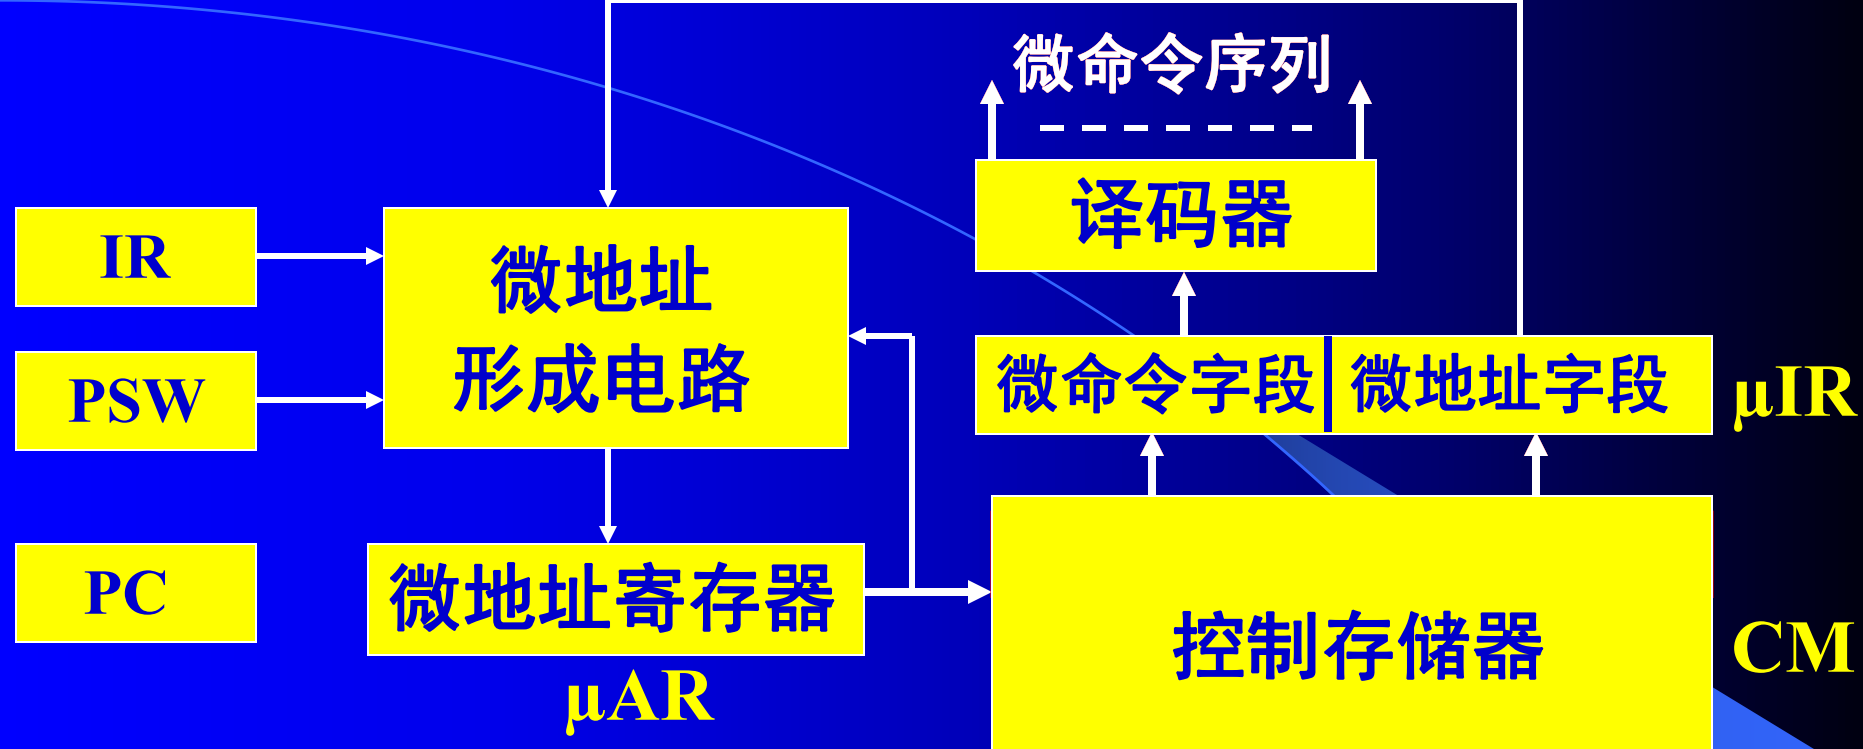 微命令序列
译码器
IR
微地址
形成电路
PSW
微命令字段
微地址字段
μIR
PC
微地址寄存器
μAR
控制存储器
CM